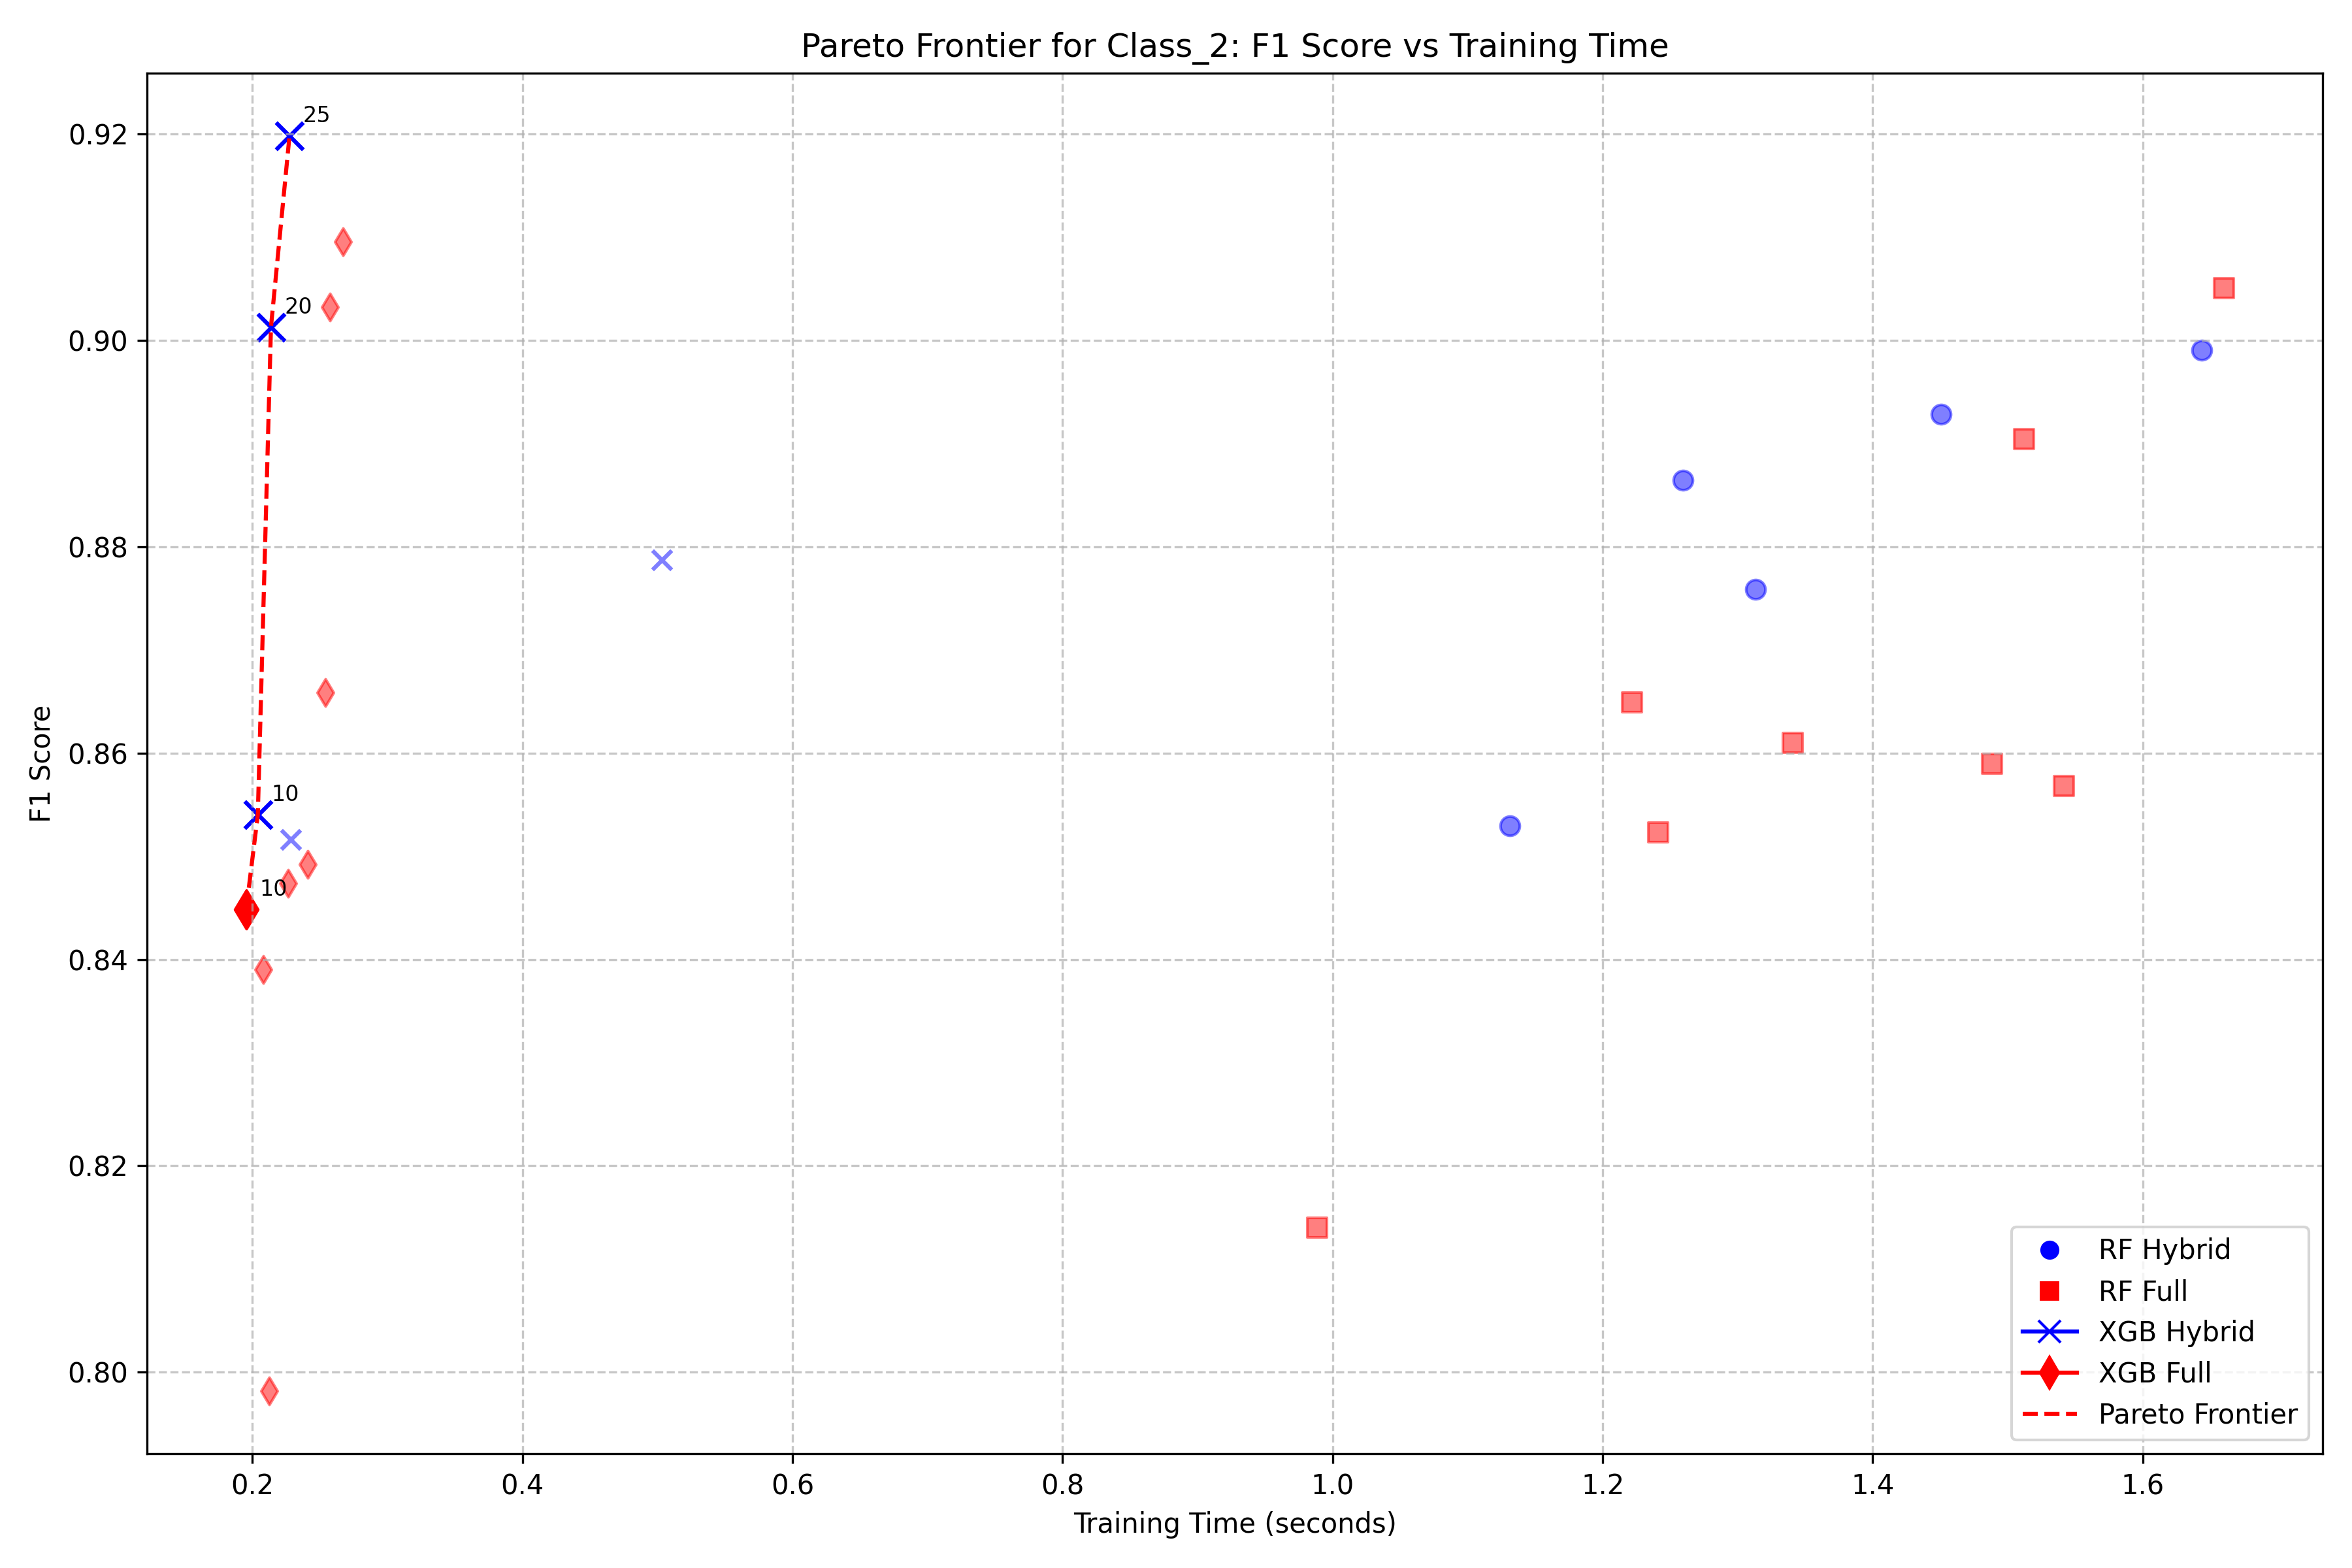 Pareto Frontier for Class_2: F1 Score vs Training Time
F1 Score
0.92
0.90
0.88
0.86
0.84
0.82
0.80
25
20
10
10
RF Hybrid
RF Full
XGB Hybrid
XGB Full
Pareto Frontier
0.2 0.4 0.6 0.8 1.0 1.2 1.4 1.6
Training Time (seconds)